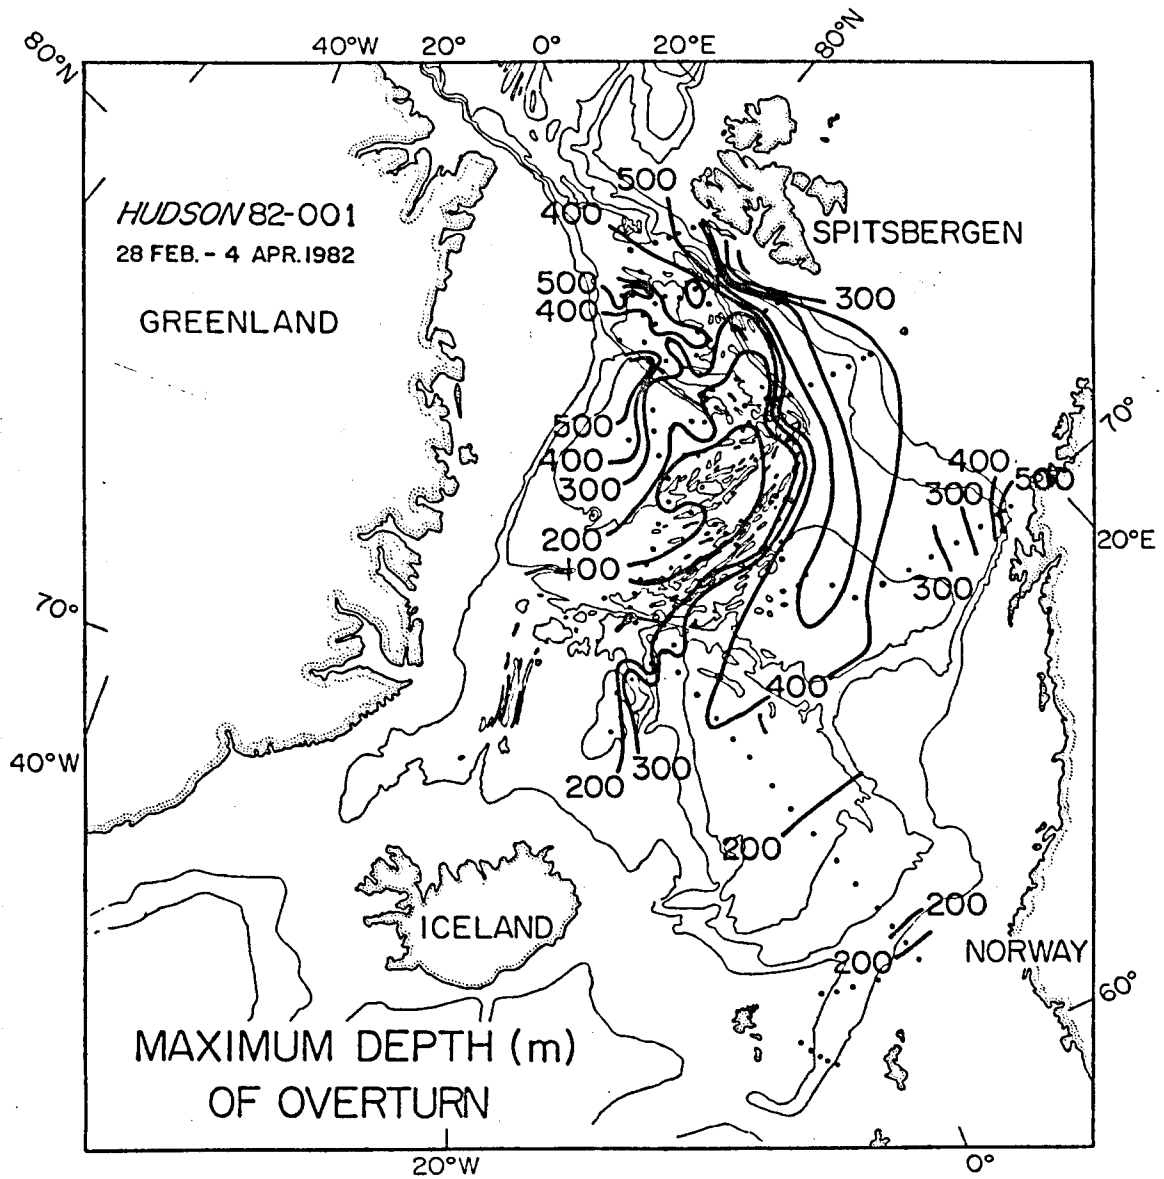 80°N
40°W
20°
0°
20°E
80°N
500
400
HUDSON 82-001
28 FEB. - 4 APR. 1982
SPITSBERGEN
500
400
300
GREENLAND
70°
500
400
300
400
500
300
200
400
300
20°E
70°
400
40°W
200
300
200
ICELAND
200
NORWAY
200
60°
MAXIMUM DEPTH (m)
OF OVERTURN
20°W
0°